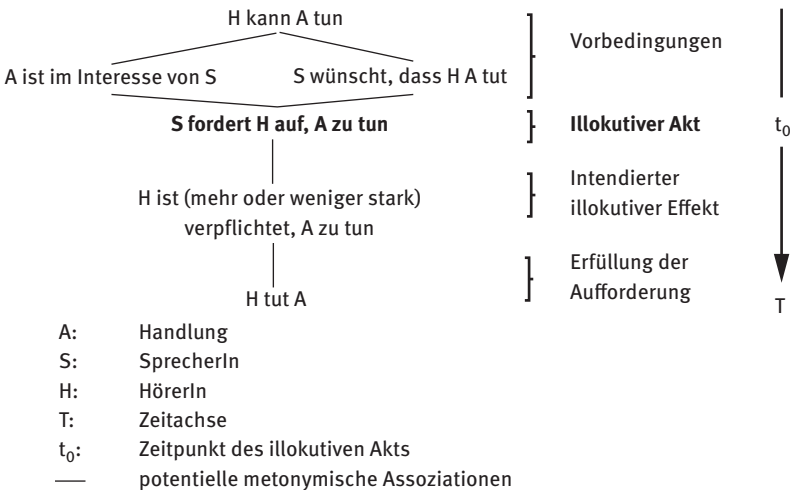 H kann A tun
Vorbedingungen
A ist im Interesse von S S wünscht, dass H A tut
S fordert H auf, A zu tun Illokutiver Akt t₀
H ist (mehr oder weniger stark)
verpflichtet, A zu tun
Intendierter
illokutiver Effekt
H tut A
Erfüllung der
Aufforderung
T
A: Handlung
S: SprecherIn
H: HörerIn
T: Zeitachse
t₀: Zeitpunkt des illokutiven Akts
— potentielle metonymische Assoziationen